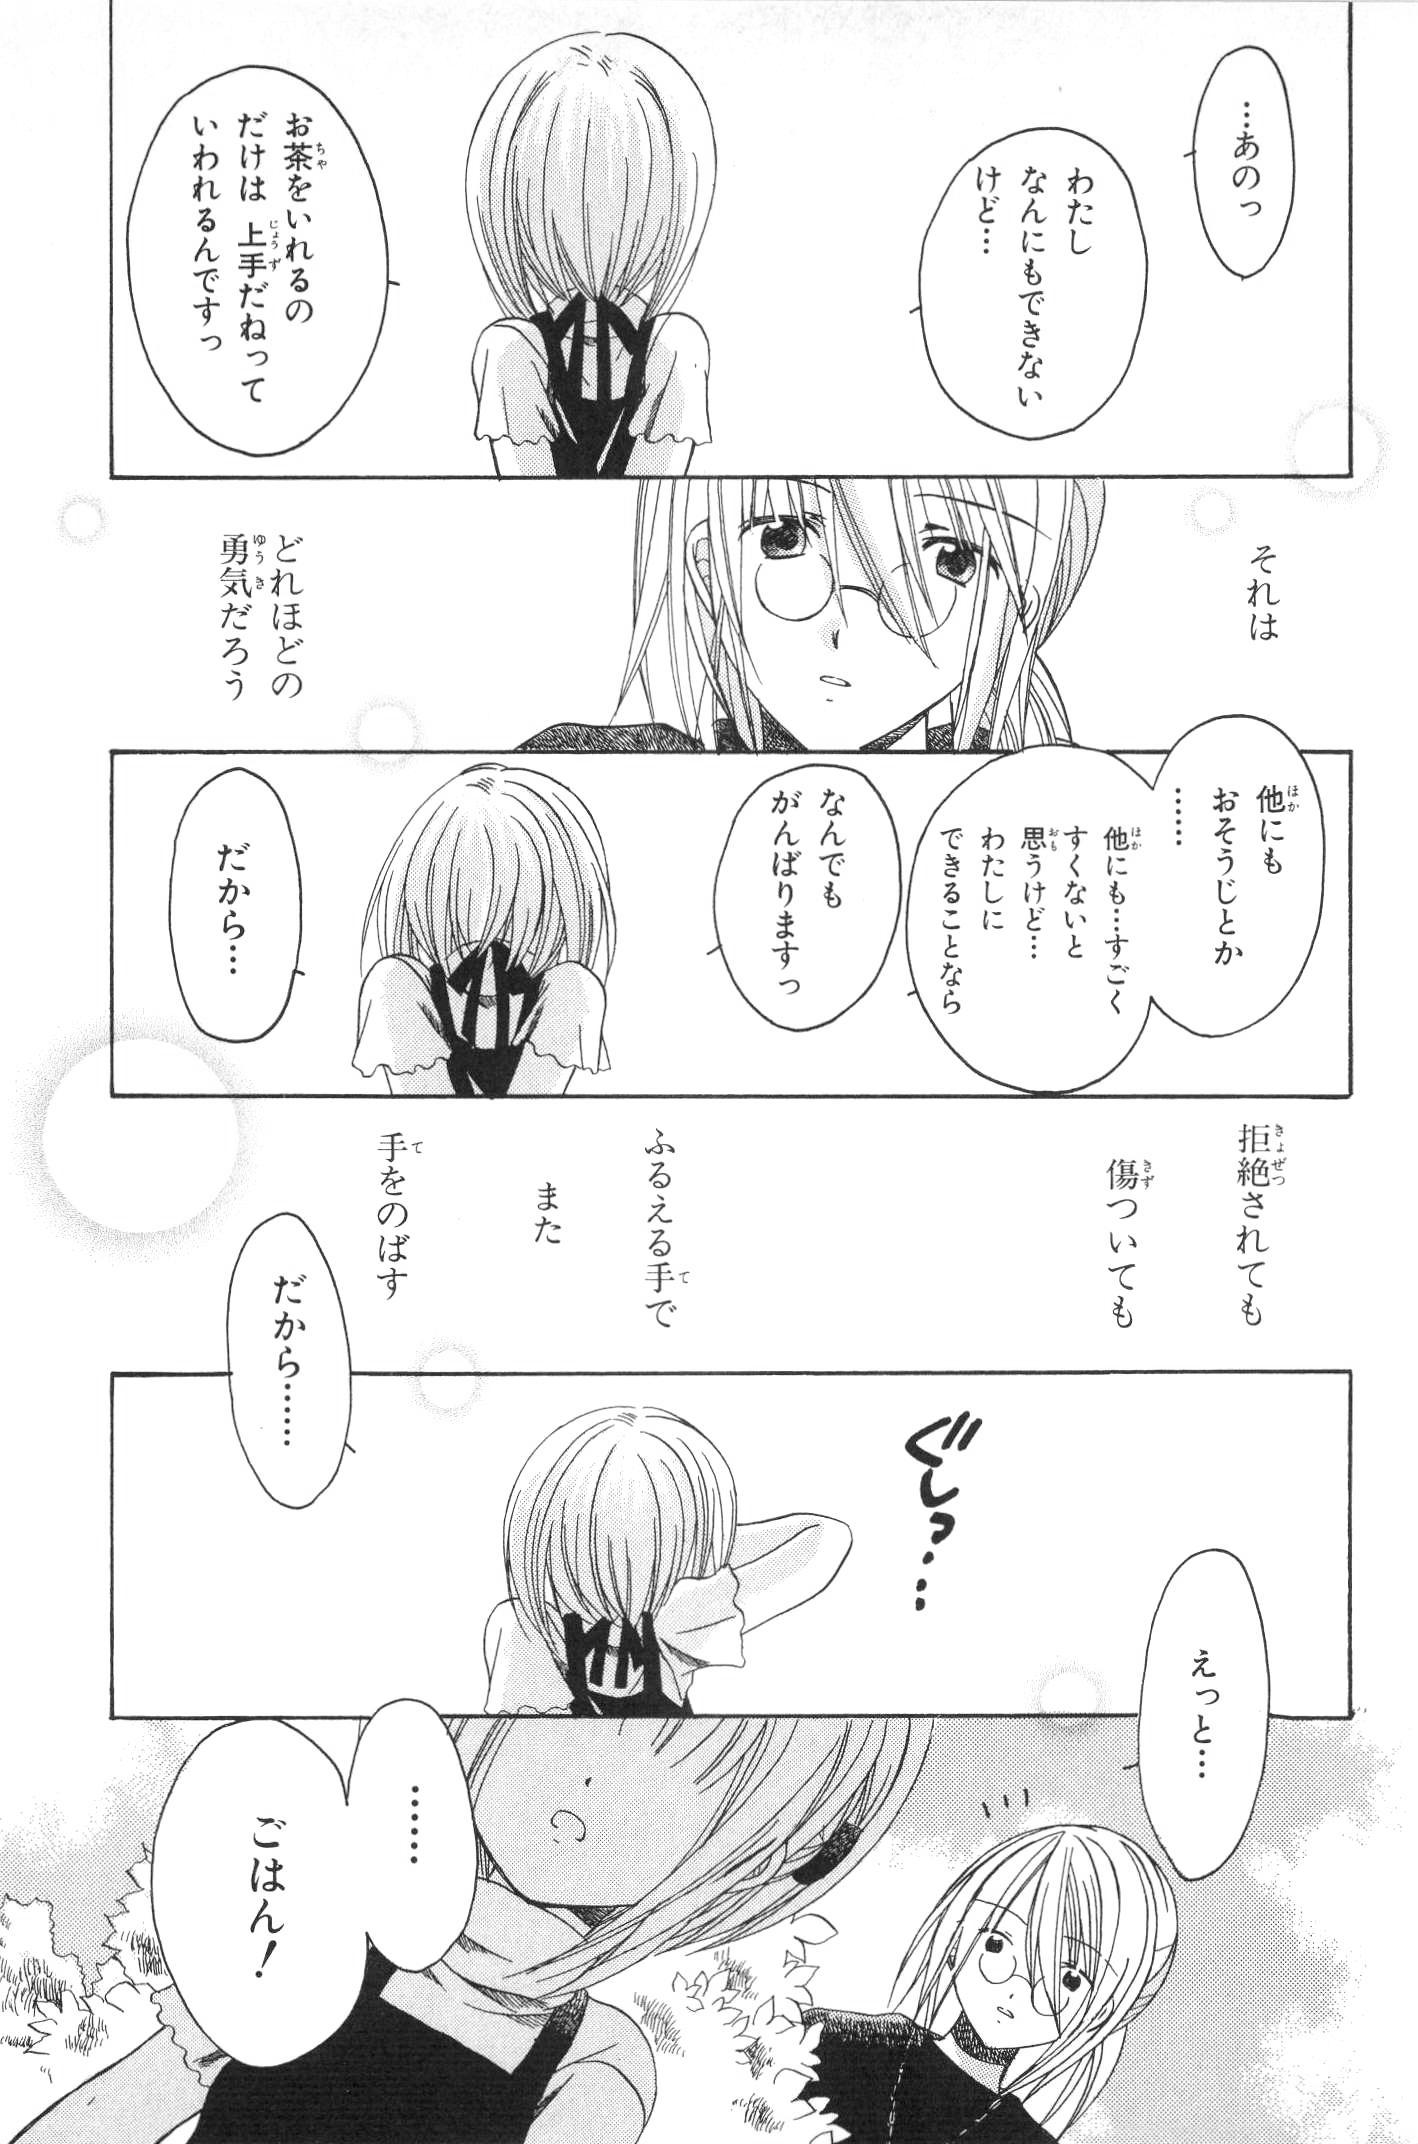 …あのっ
わたし
なんにもできない
けど…
お茶をいれるの
だけは上手だねって
いわれるんですっ
それは
どれほどの
勇気だろう
他にも
おそうじとか
……
他にも…すごく
すくないと
思うけど…
わたしに
できることなら
なんでも
がんばりますっ
だから…
拒絶されても
傷ついても
ふるえる手で
また
手をのばす
だから……
ぐしっ…
えっと…
……
ごはん！